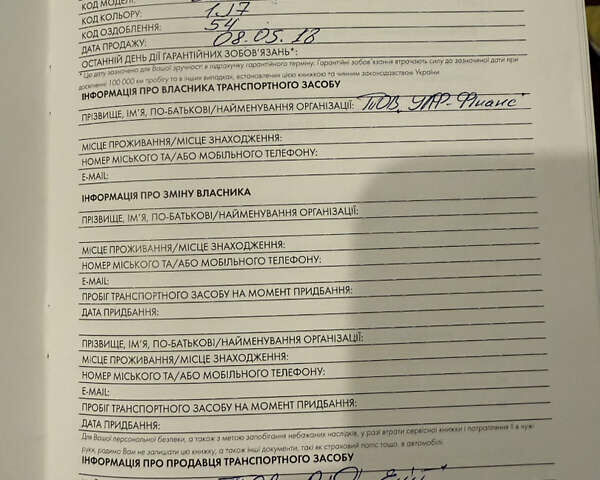 КОД МОДЕЛІ:
КОД КОЛЬОРУ: 1J7
КОД ОЗДОБЛЕННЯ: 54
ДАТА ПРОДАЖУ: 08.05.13
ОСТАННІЙ ДЕНЬ ДІЇ ГАРАНТІЙНИХ ЗОБОВ'ЯЗАНЬ*:
* Цю дату зазначено для Вашої зручності в підрахунку гарантійного терміну; Гарантійні зобов'язання втрачають силу до зазначеної дати при
досягненні 100 000 км пробігу та в інших випадках, встановлених цією книжкою та чинним законодавством України
ІНФОРМАЦІЯ ПРО ВЛАСНИКА ТРАНСПОРТНОГО ЗАСОБУ
ПРІЗВИЩЕ, ІМ'Я, ПО-БАТЬКОВІ/НАЙМЕНУВАННЯ ОРГАНІЗАЦІЇ: ТОВ "УЛР-Фінанс"
МІСЦЕ ПРОЖИВАННЯ/МІСЦЕ ЗНАХОДЖЕННЯ:
НОМЕР МІСЬКОГО ТА/АБО МОБІЛЬНОГО ТЕЛЕФОНУ:
E-MAIL:
ІНФОРМАЦІЯ ПРО ЗМІНУ ВЛАСНИКА
ПРІЗВИЩЕ, ІМ'Я, ПО-БАТЬКОВІ/НАЙМЕНУВАННЯ ОРГАНІЗАЦІЇ:
МІСЦЕ ПРОЖИВАННЯ/МІСЦЕ ЗНАХОДЖЕННЯ:
НОМЕР МІСЬКОГО ТА/АБО МОБІЛЬНОГО ТЕЛЕФОНУ:
E-MAIL:
ПРОБІГ ТРАНСПОРТНОГО ЗАСОБУ НА МОМЕНТ ПРИДБАННЯ:
ДАТА ПРИДБАННЯ:
ПРІЗВИЩЕ, ІМ'Я, ПО-БАТЬКОВІ/НАЙМЕНУВАННЯ ОРГАНІЗАЦІЇ:
МІСЦЕ ПРОЖИВАННЯ/МІСЦЕ ЗНАХОДЖЕННЯ:
НОМЕР МІСЬКОГО ТА/АБО МОБІЛЬНОГО ТЕЛЕФОНУ:
E-MAIL:
ПРОБІГ ТРАНСПОРТНОГО ЗАСОБУ НА МОМЕНТ ПРИДБАННЯ:
ДАТА ПРИДБАННЯ:
Для Вашої персональної безпеки, а також з метою запобігання небажаних наслідків, у разі втрати сервісної книжки і потрапляння її в чужі
руки, радимо Вам не залишати цю книжку, а також інші документи, такі як страховий поліс тощо, в автомобілі.
ІНФОРМАЦІЯ ПРО ПРОДАВЦЯ ТРАНСПОРТНОГО ЗАСОБУ